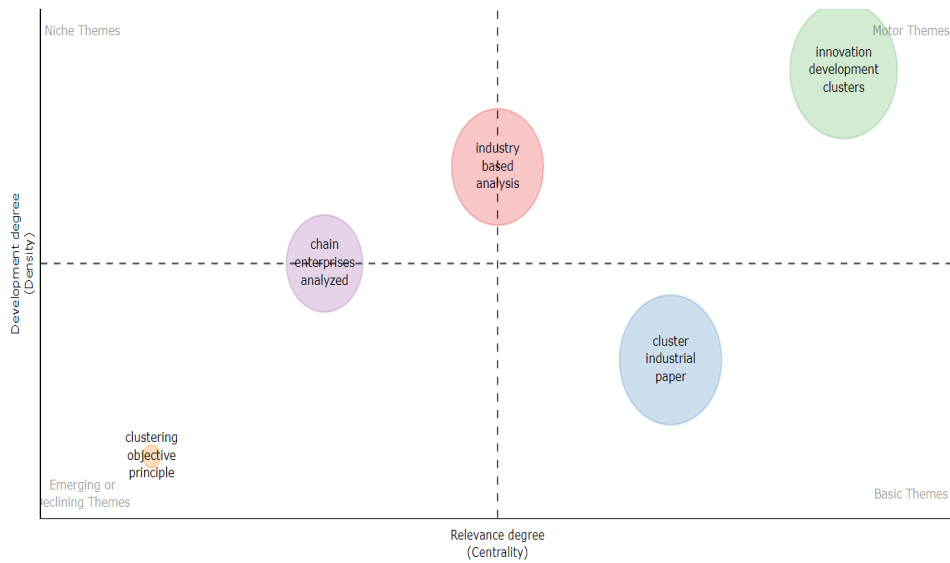 Niche Themes
Motor Themes
innovation
development
clusters
industry
based
analysis
chain
enterprises
analyzed
cluster
industrial
paper
clustering
objective
principle
Emerging or
Declining Themes
Basic Themes
Development degree
(Density)
Relevance degree
(Centrality)